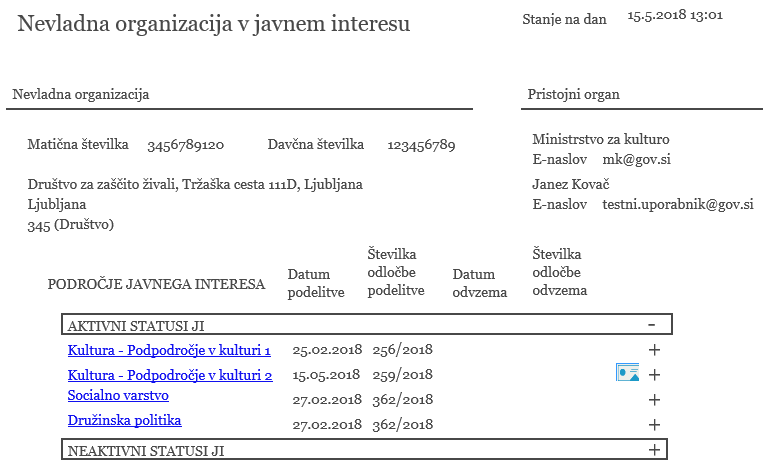 Nevladna organizacija v javnem interesu
Stanje na dan 15.5.2018 13:01
Nevladna organizacija
Pristojni organ
Matična številka 3456789120 Davčna številka 123456789
Društvo za zaščito živali, Tržaška cesta 111D, Ljubljana
Ljubljana
345 (Društvo)
Ministrstvo za kulturo
E-naslov mk@gov.si
Janez Kovač
E-naslov testni.uporabnik@gov.si
PODROČJE JAVNEGA INTERESA
Datum
podelitve
Številka
odločbe
podelitve
Datum
odvzema
Številka
odločbe
odvzema
AKTIVNI STATUSI JI -
Kultura - Podpodročje v kulturi 1 25.02.2018 256/2018 +
Kultura - Podpodročje v kulturi 2 15.05.2018 259/2018 +
Socialno varstvo 27.02.2018 362/2018 +
Družinska politika 27.02.2018 362/2018 +
NEAKTIVNI STATUSI JI +